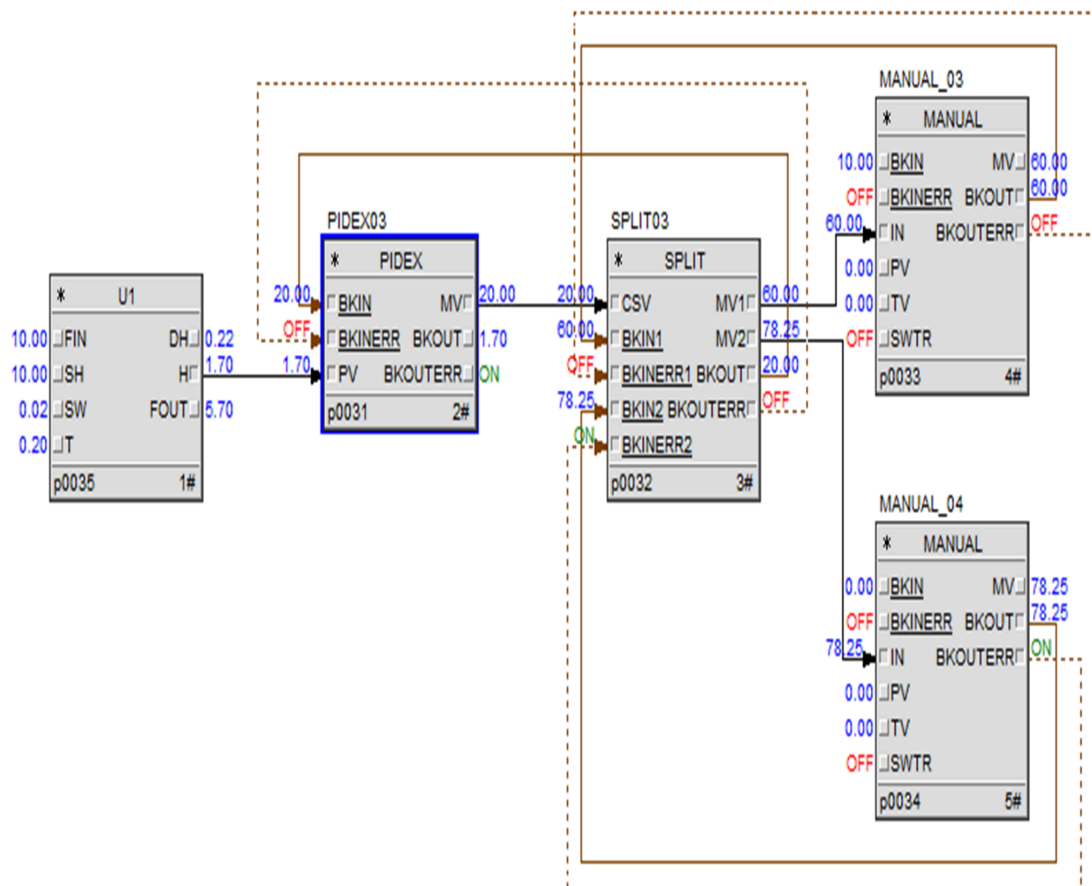 MANUAL_03
* MANUAL
10.00 BKIN MV 60.00
OFF BKINERR BKOUT 60.00
60.00 IN BKOUTERR OFF
0.00 PV
0.00 TV
OFF SWTR
p0033 4#
PIDEX03
* PIDEX
20.00 BKIN MV 20.00
OFF BKINERR BKOUT 1.70
1.70 PV BKOUTERR ON
p0031 2#
SPLIT03
* SPLIT
20.00 CSV MV1 60.00
60.00 BKIN1 MV2 78.25
OFF BKINERR1 BKOUT 20.00
78.25 BKIN2 BKOUTERR OFF
ON BKINERR2
p0032 3#
* U1
10.00 FIN DH 0.22
10.00 SH H 1.70
0.02 SW FOUT 5.70
0.20 T
p0035 1#
MANUAL_04
* MANUAL
0.00 BKIN MV 78.25
OFF BKINERR BKOUT 78.25
78.25 IN BKOUTERR ON
0.00 PV
0.00 TV
OFF SWTR
p0034 5#